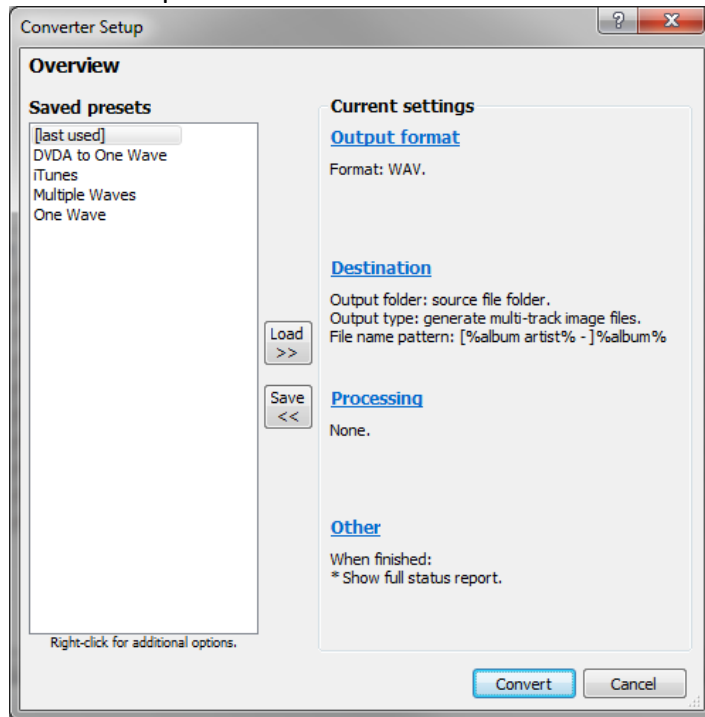 Converter Setup
Overview
Saved presets
[last used]
DVDA to One Wave
iTunes
Multiple Waves
One Wave
Right-click for additional options.
Load
>>
Save
<<
Current settings
Output format
Format: WAV.
Destination
Output folder: source file folder.
Output type: generate multi-track image files.
File name pattern: [%album artist% - ]%album%
Processing
None.
Other
When finished:
* Show full status report.
Convert
Cancel